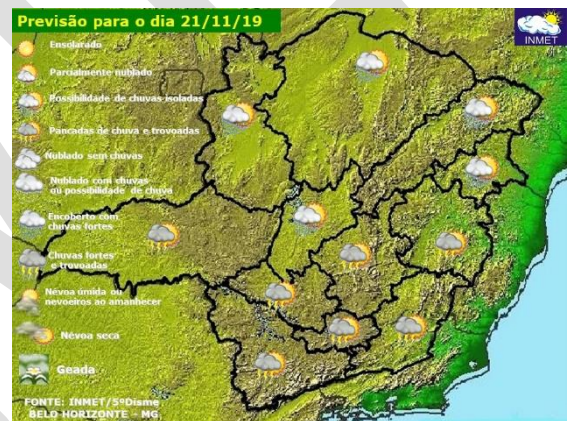 Previsão para o dia 21/11/19
INMET
Ensolarado
Parcialmente nublado
Possibilidade de chuvas isoladas
Pancadas de chuva e trovoadas
Nublado sem chuvas
Nublado com chuvas
ou possibilidade de chuva
Encoberto com
chuvas fortes
Chuvas fortes
e trovoadas
Névoa úmida ou
nevoeiros ao amanhecer
Névoa seca
Geada
FONTE: INMET/5ºDisme
BELO HORIZONTE - MG